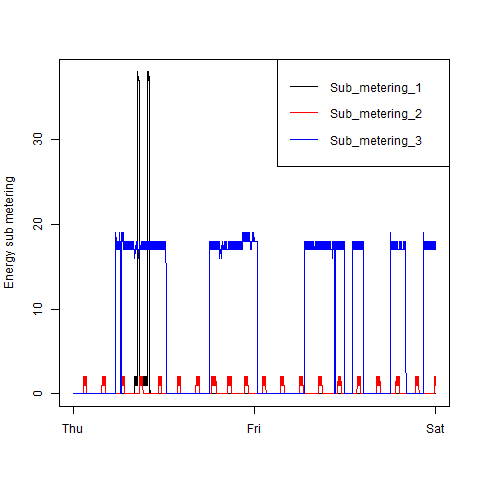 Sub_metering_1
Sub_metering_2
Sub_metering_3
Energy sub metering
30
20
10
0
Thu
Fri
Sat